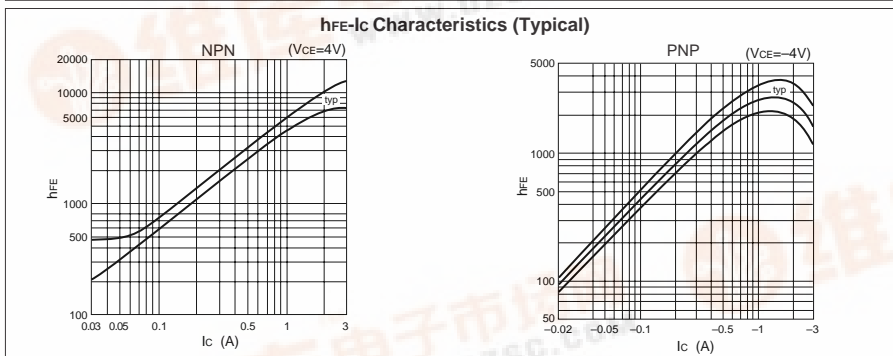 hFE-IC Characteristics (Typical)
NPN
(VCE=4V)
20000
10000
5000
1000
500
100
hFE
typ
0.03
0.05
0.1
0.5
1
3
IC (A)
PNP
(VCE=–4V)
5000
1000
500
100
50
hFE
typ
–0.02
–0.05
–0.1
–0.5
–1
–3
IC (A)